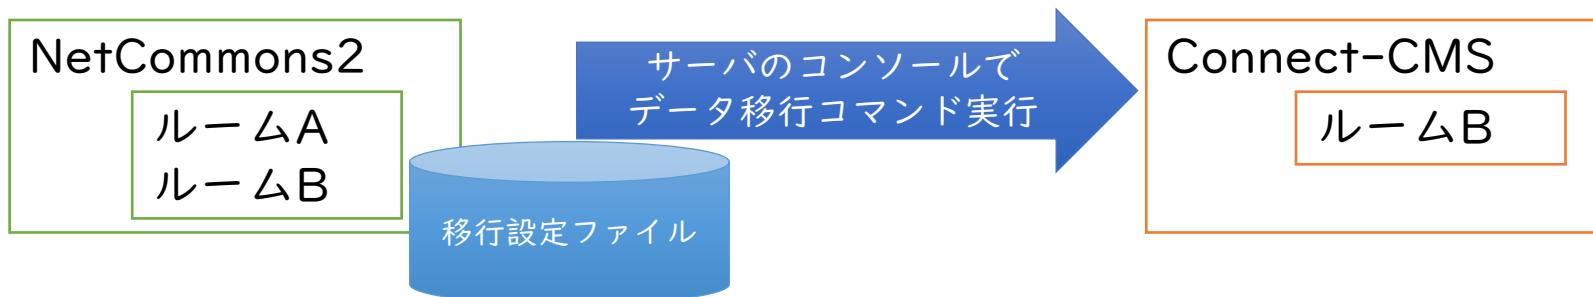 NetCommons2
ルームA
ルームB
移行設定ファイル
サーバのコンソールで
データ移行コマンド実行
Connect-CMS
ルームB